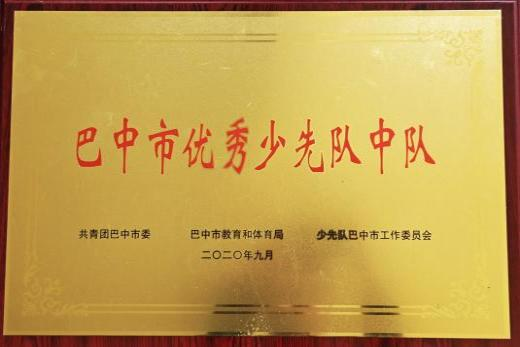 巴中市优秀少先队中队
共青团巴中市委 巴中市教育和体育局 少先队巴中市工作委员会
二〇二〇年九月